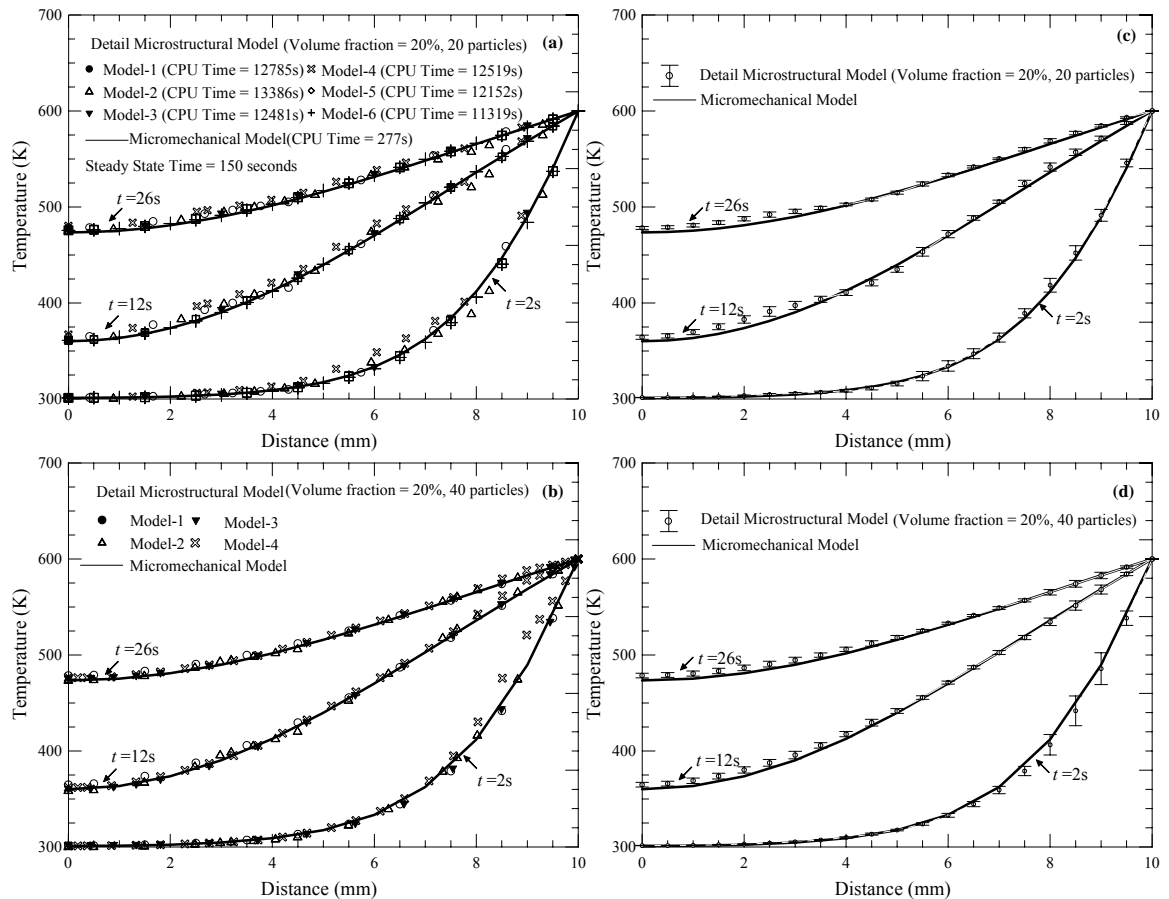 700
600
500
400
300
Temperature (K)
Detail Microstructural Model (Volume fraction = 20%, 20 particles)
(a)
Model-1 (CPU Time = 12785s)
Model-4 (CPU Time = 12519s)
Model-2 (CPU Time = 13386s)
Model-5 (CPU Time = 12152s)
Model-3 (CPU Time = 12481s)
Model-6 (CPU Time = 11319s)
Micromechanical Model(CPU Time = 277s)
Steady State Time = 150 seconds
t =26s
t =12s
t =2s
0 2 4 6 8 10
Distance (mm)
700
600
500
400
300
Temperature (K)
(c)
Detail Microstructural Model (Volume fraction = 20%, 20 particles)
Micromechanical Model
t =26s
t =12s
t =2s
0 2 4 6 8 10
Distance (mm)
700
600
500
400
300
Temperature (K)
Detail Microstructural Model (Volume fraction = 20%, 40 particles)
(b)
Model-1
Model-3
Model-2
Model-4
Micromechanical Model
t =26s
t =12s
t =2s
0 2 4 6 8 10
Distance (mm)
700
600
500
400
300
Temperature (K)
(d)
Detail Microstructural Model (Volume fraction = 20%, 40 particles)
Micromechanical Model
t =26s
t =12s
t =2s
0 2 4 6 8 10
Distance (mm)